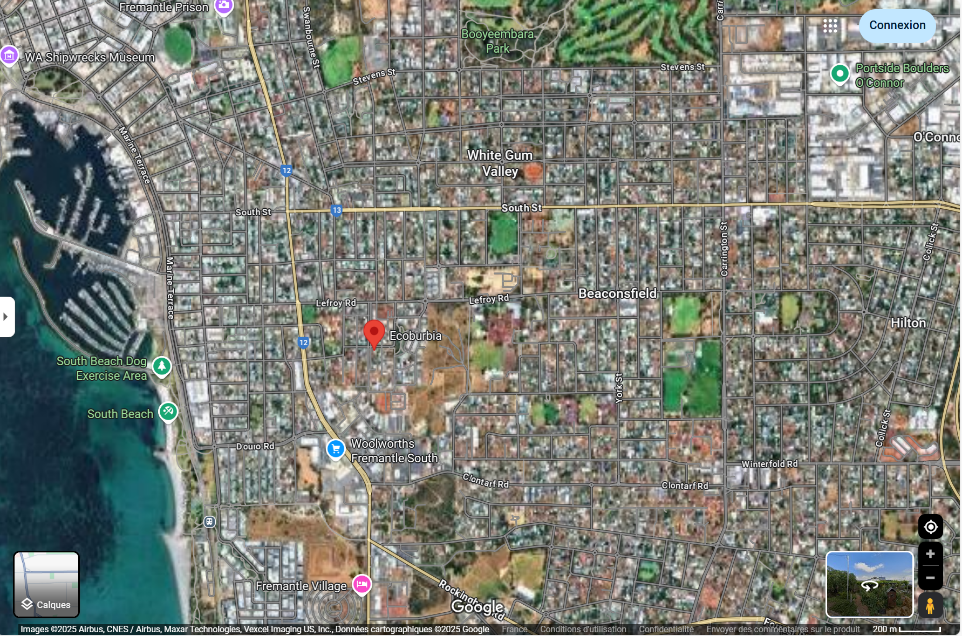 Fremantle Prison
Swanbourne St
Booyeembara
Park
Connexion
WA Shipwrecks Museum
Stevens St
Stevens St
Portside Boulders
O'Connor
Marine Terrace
White Gum
Valley
12
South St
13
South St
Carrington St
Collick St
Marine Terrace
Lefroy Rd
Lefroy Rd
Beaconsfield
Hilton
Ecoburbia
12
South Beach Dog
Exercise Area
York St
South Beach
Collick St
Douro Rd
Woolworths
Fremantle South
Clontarf Rd
Clontarf Rd
Winterfold Rd
Fremantle Village
Calques
Google
Images ©2025 Airbus, CNES / Airbus, Maxar Technologies, Vexcel Imaging US, Inc., Données cartographiques ©2025 Google
France
Conditions d'utilisation
Confidentialité
Envoyer des commentaires sur le produit
200 m